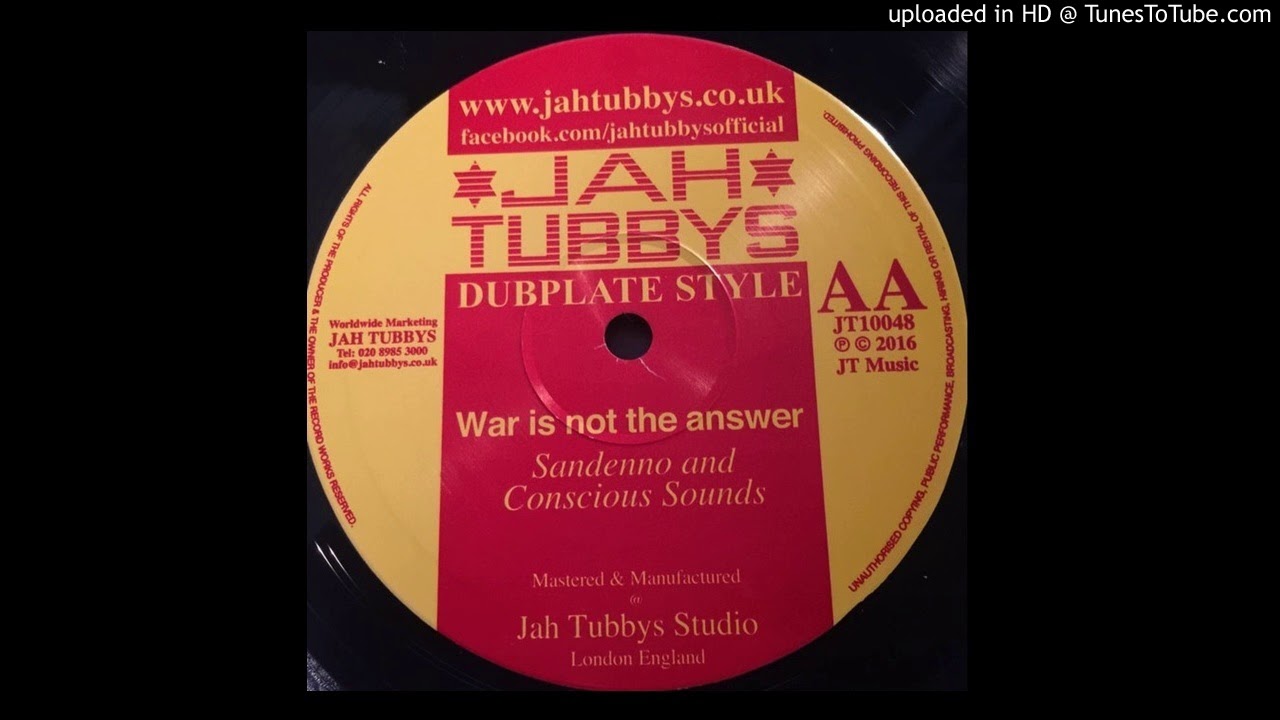 uploaded in HD @ TunesToTube.com
www.jahtubbys.co.uk
facebook.com/jahtubbysofficial
JAH
TUBBYS
DUBPLATE STYLE
Worldwide Marketing
JAH TUBBYS
Tel: 020 8985 3000
info@jahtubbys.co.uk
AA
JT10048
℗ © 2016
JT Music
War is not the answer
Sandenno and
Conscious Sounds
Mastered & Manufactured
@
Jah Tubbys Studio
London England
ALL RIGHTS OF THE PRODUCER & THE OWNER OF THE RECORD WORKS RESERVED.
UNAUTHORISED COPYING, PUBLIC PERFORMANCE, BROADCASTING, HIRING OR RENTAL OF THIS RECORDING PROHIBITED.